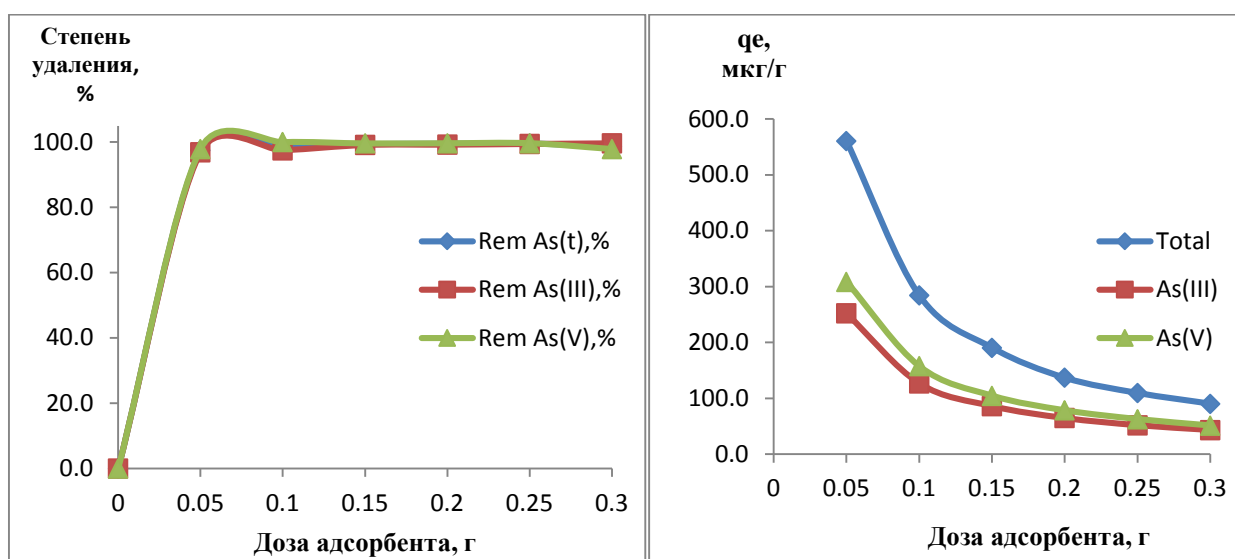 Степень
удаления,
%
100.0
80.0
60.0
40.0
20.0
0.0
0 0.05 0.1 0.15 0.2 0.25 0.3
Доза адсорбента, г
Rem As(t),%
Rem As(III),%
Rem As(V),%
qe,
мкг/г
600.0
500.0
400.0
300.0
200.0
100.0
0.0
0 0.05 0.1 0.15 0.2 0.25 0.3
Доза адсорбента, г
Total
As(III)
As(V)